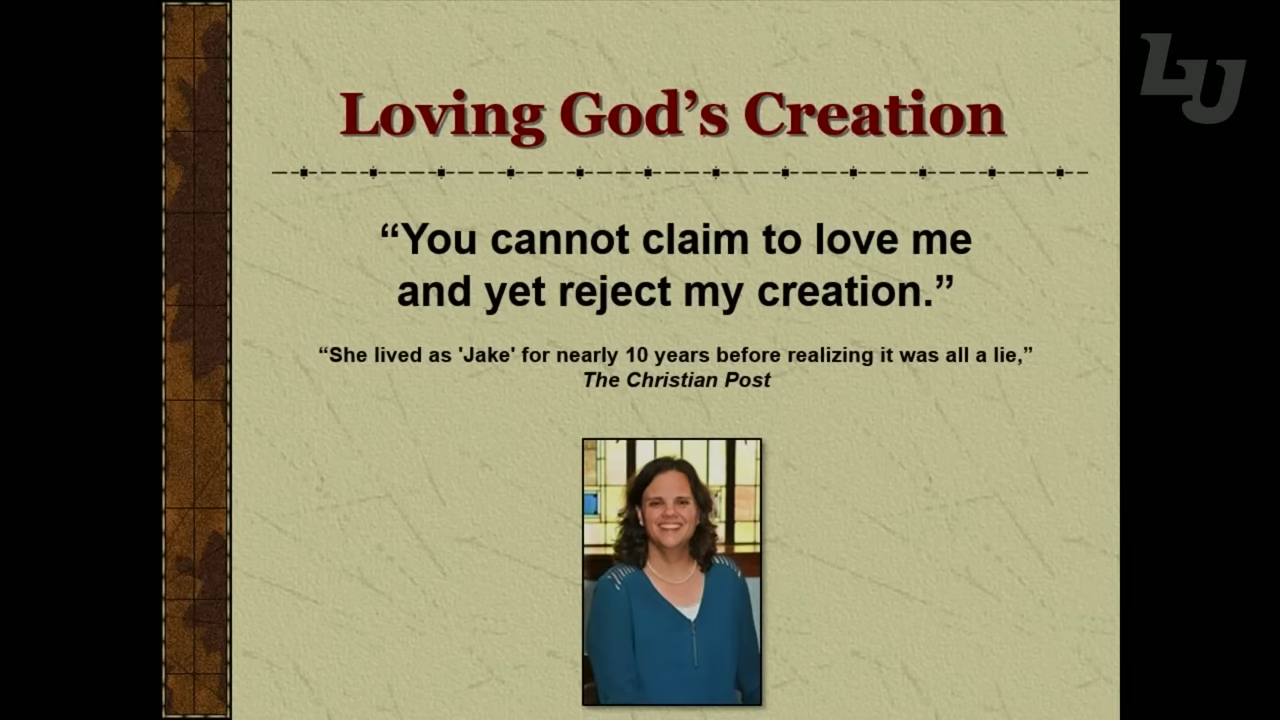 LU
Loving God’s Creation
“You cannot claim to love me
and yet reject my creation.”
“She lived as 'Jake' for nearly 10 years before realizing it was all a lie,”
The Christian Post